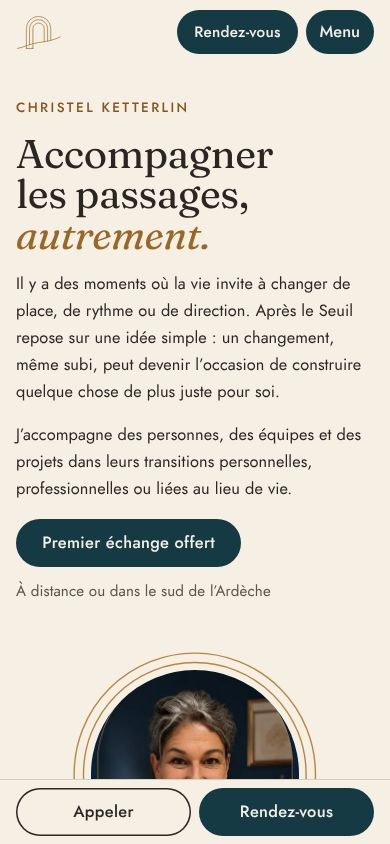 Rendez-vous
Menu
CHRISTEL KETTERLIN
Accompagner
les passages,
autrement.
Il y a des moments où la vie invite à changer de
place, de rythme ou de direction. Après le Seuil
repose sur une idée simple : un changement,
même subi, peut devenir l’occasion de construire
quelque chose de plus juste pour soi.
J’accompagne des personnes, des équipes et des
projets dans leurs transitions personnelles,
professionnelles ou liées au lieu de vie.
Premier échange offert
À distance ou dans le sud de l’Ardèche
Appeler
Rendez-vous